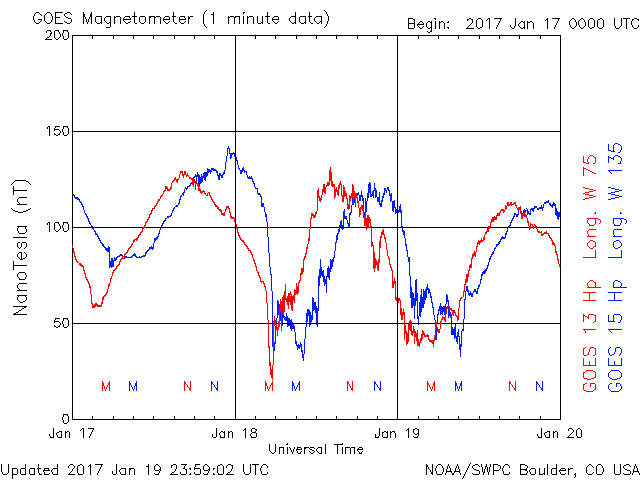 GOES Magnetometer (1 minute data)
Begin: 2017 Jan 17 0000 UTC
200
150
100
50
0
NanoTesla (nT)
M M N N M M N N M M N N
Jan 17 Jan 18 Jan 19 Jan 20
Universal Time
GOES 13 Hp Long. W 75
GOES 15 Hp Long. W 135
Updated 2017 Jan 19 23:59:02 UTC
NOAA/SWPC Boulder, CO USA